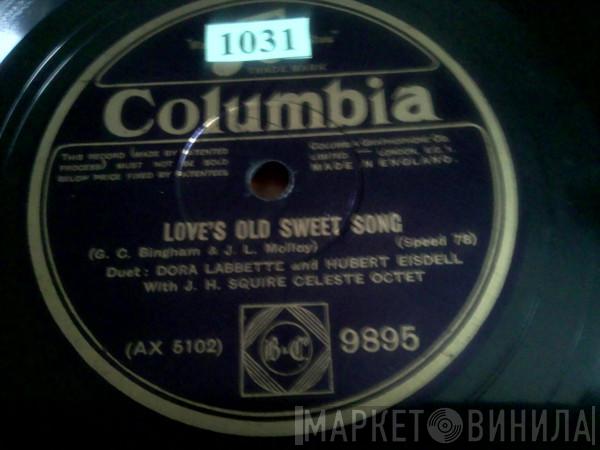 1031
TRADE MARK
Columbia
THIS RECORD (MADE BY PATENTED
PROCESS) MUST NOT BE SOLD
BELOW PRICE FIXED BY PATENTEES
COLUMBIA GRAPHOPHONE CO.
LIMITED. LONDON, E.C.1.
MADE IN ENGLAND.
LOVE'S OLD SWEET SONG
(G. C. Bingham & J. L. Molloy) (Speed 78)
Duet: DORA LABBETTE and HUBERT EISDELL
With J. H. SQUIRE CELESTE OCTET
(AX 5102) 9895
МАРКЕТ ВИНИЛА